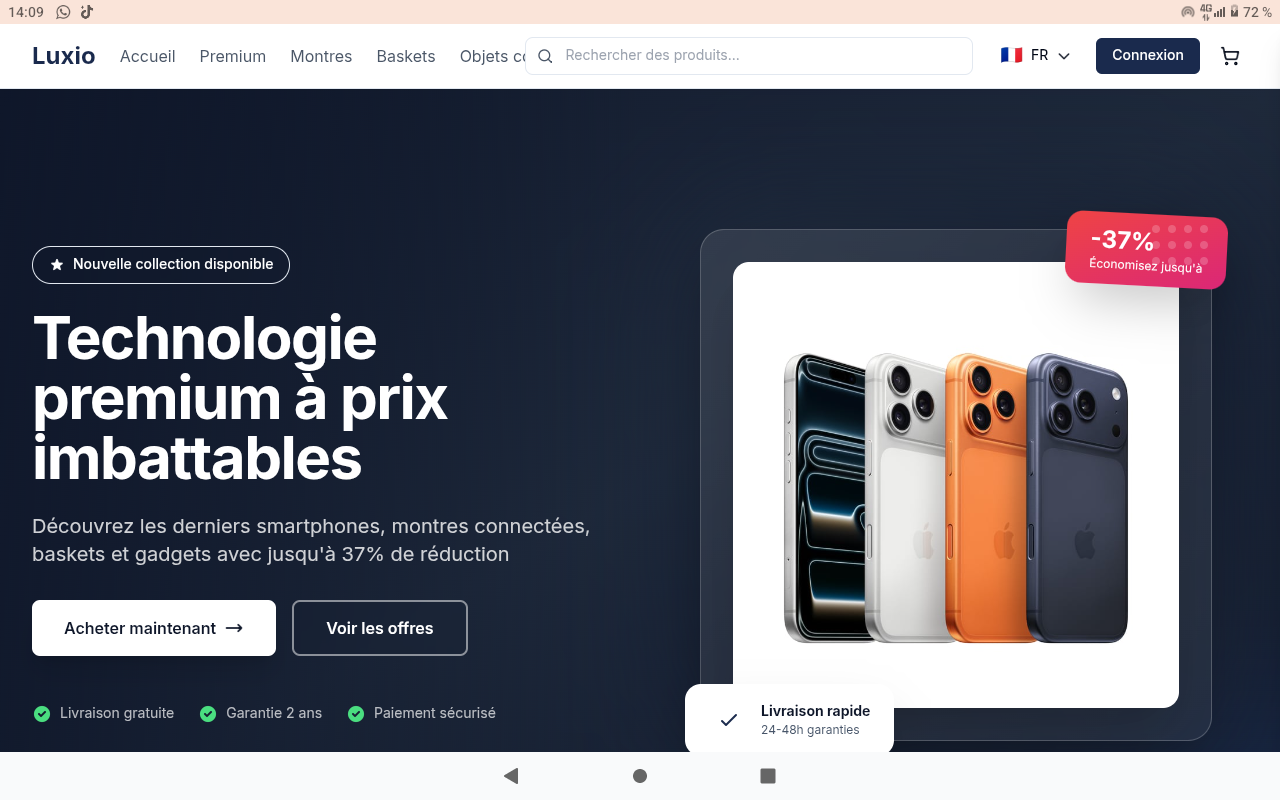 14:09
4G
72 %
Luxio
Accueil
Premium
Montres
Baskets
Objets co
Rechercher des produits...
FR
Connexion
Nouvelle collection disponible
Technologie
premium à prix
imbattables
Découvrez les derniers smartphones, montres connectées,
baskets et gadgets avec jusqu'à 37% de réduction
Acheter maintenant →
Voir les offres
Livraison gratuite
Garantie 2 ans
Paiement sécurisé
-37%
Économisez jusqu'à
Livraison rapide
24-48h garanties